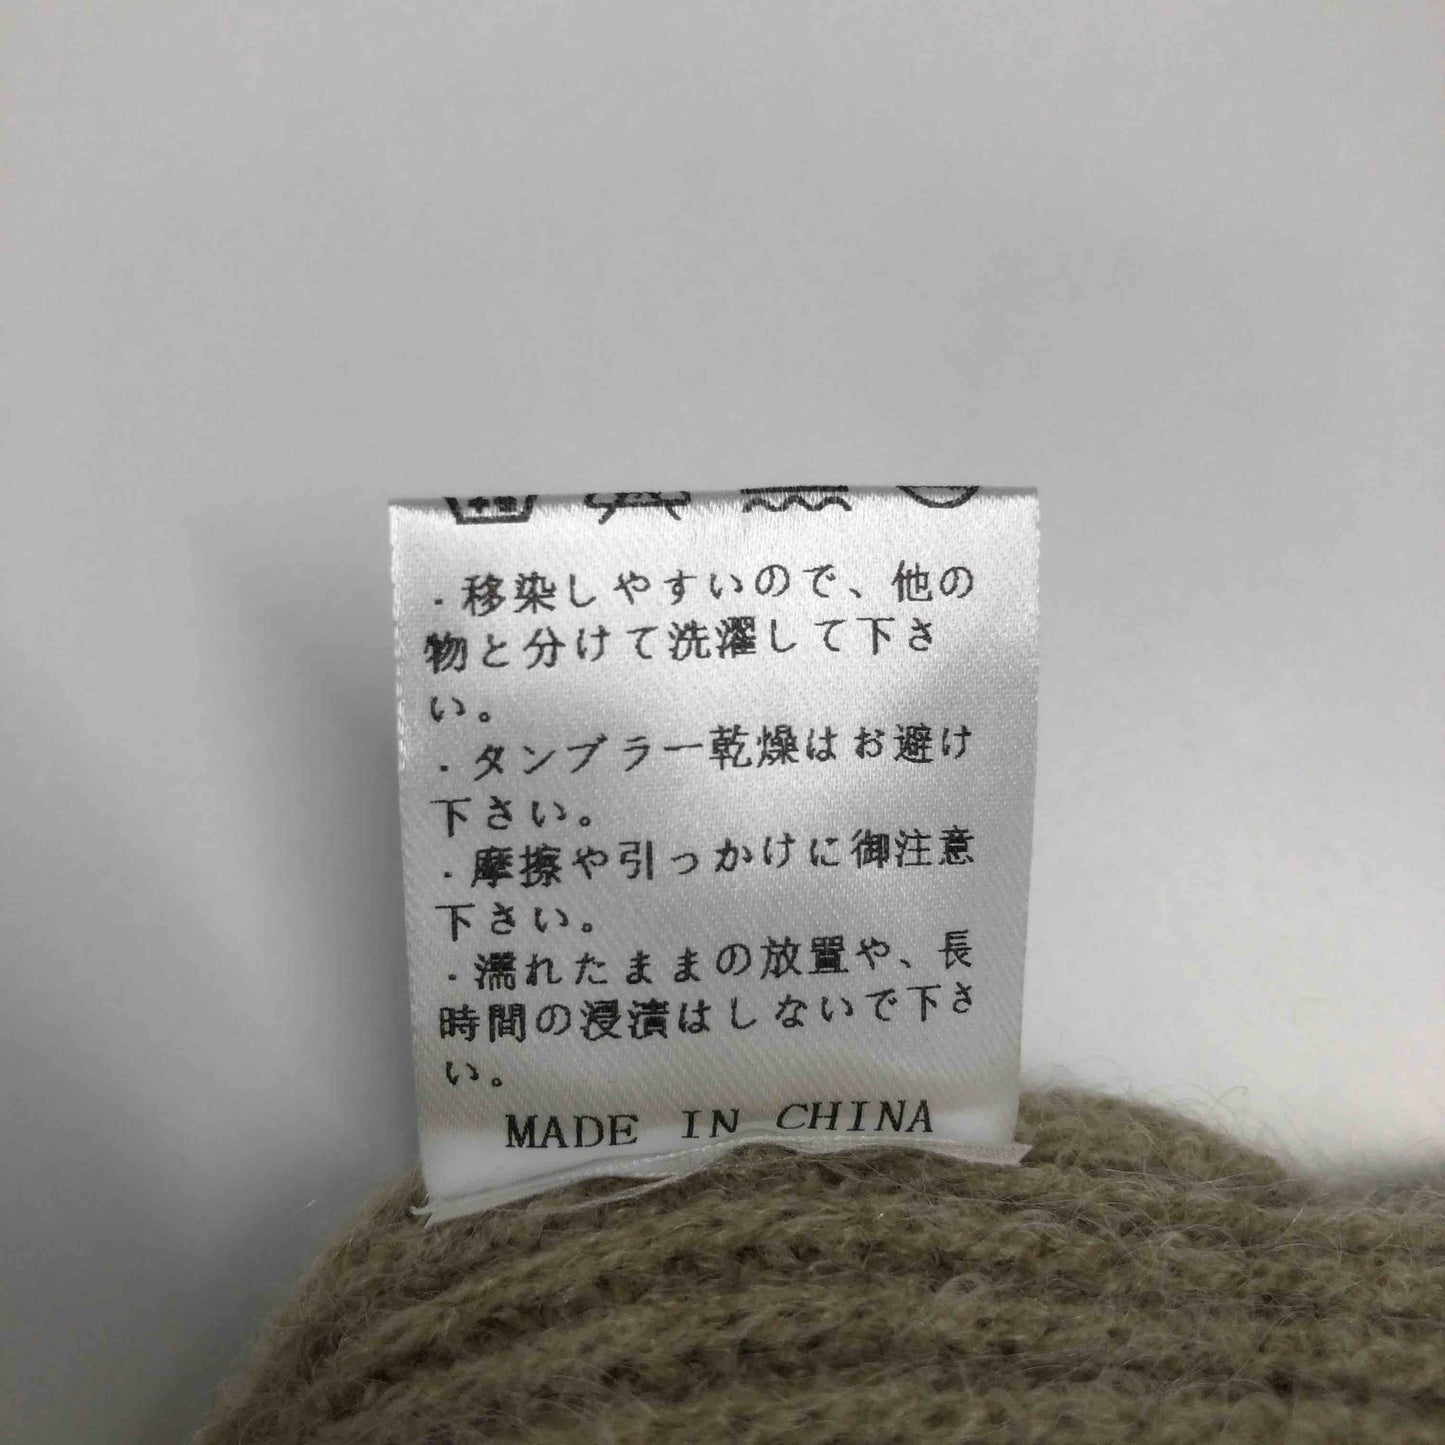 ・移染しやすいので、他の
物と分けて洗濯して下さ
い。
・タンブラー乾燥はお避け
下さい。
・摩擦や引っかけに御注意
下さい。
・濡れたままの放置や、長
時間の浸漬はしないで下さ
い。
MADE IN CHINA